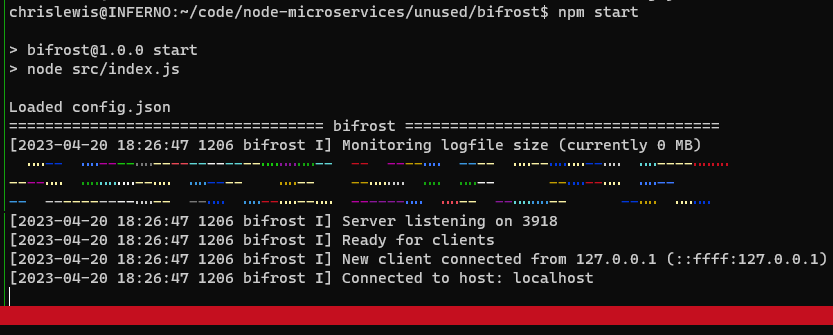 chrislewis@INFERNO:~/code/node-microservices/unused/bifrost$ npm start
> bifrost@1.0.0 start
> node src/index.js
Loaded config.json
=================================== bifrost ===================================
[2023-04-20 18:26:47 1206 bifrost I] Monitoring logfile size (currently 0 MB)
[2023-04-20 18:26:47 1206 bifrost I] Server listening on 3918
[2023-04-20 18:26:47 1206 bifrost I] Ready for clients
[2023-04-20 18:26:47 1206 bifrost I] New client connected from 127.0.0.1 (::ffff:127.0.0.1)
[2023-04-20 18:26:47 1206 bifrost I] Connected to host: localhost